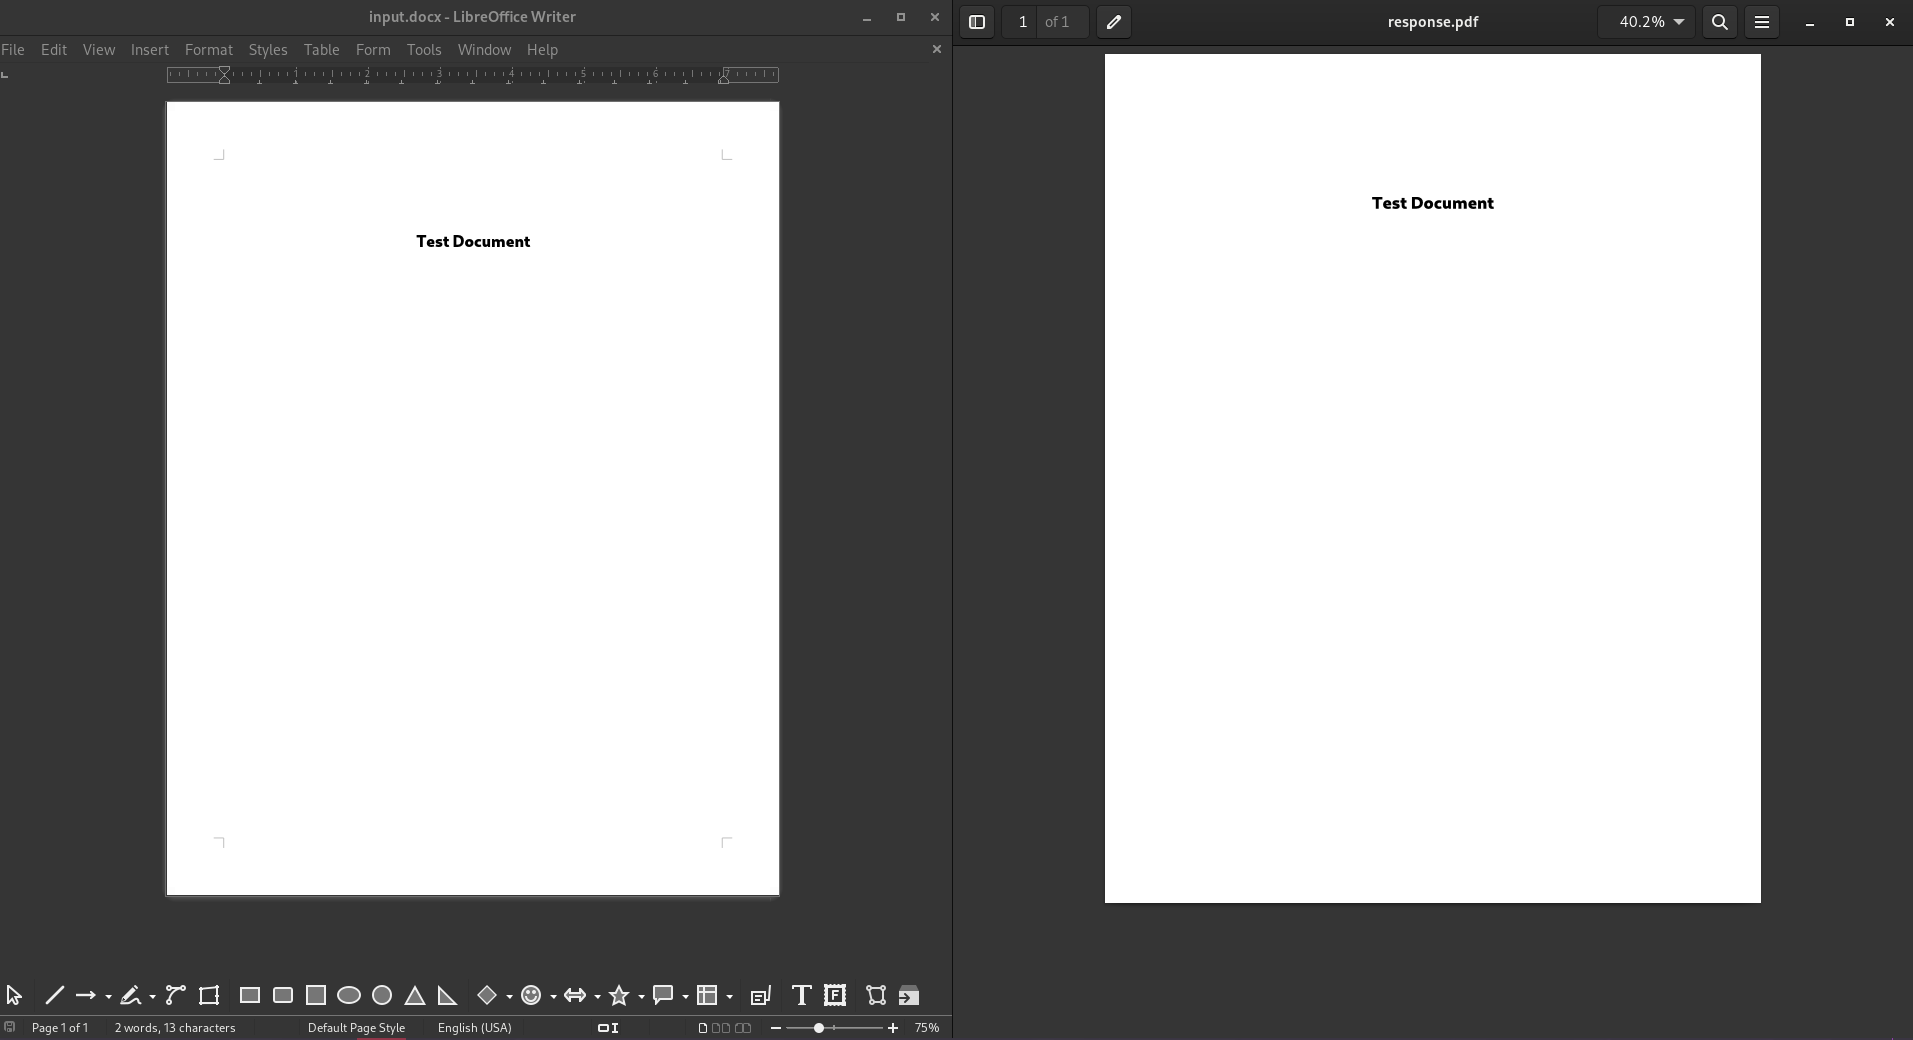 input.docx - LibreOffice Writer
File Edit View Insert Format Styles Table Form Tools Window Help
1 2 3 4 5 6 7
Test Document
Page 1 of 1 2 words, 13 characters Default Page Style English (USA) 75%
1 of 1 response.pdf 40.2%
Test Document